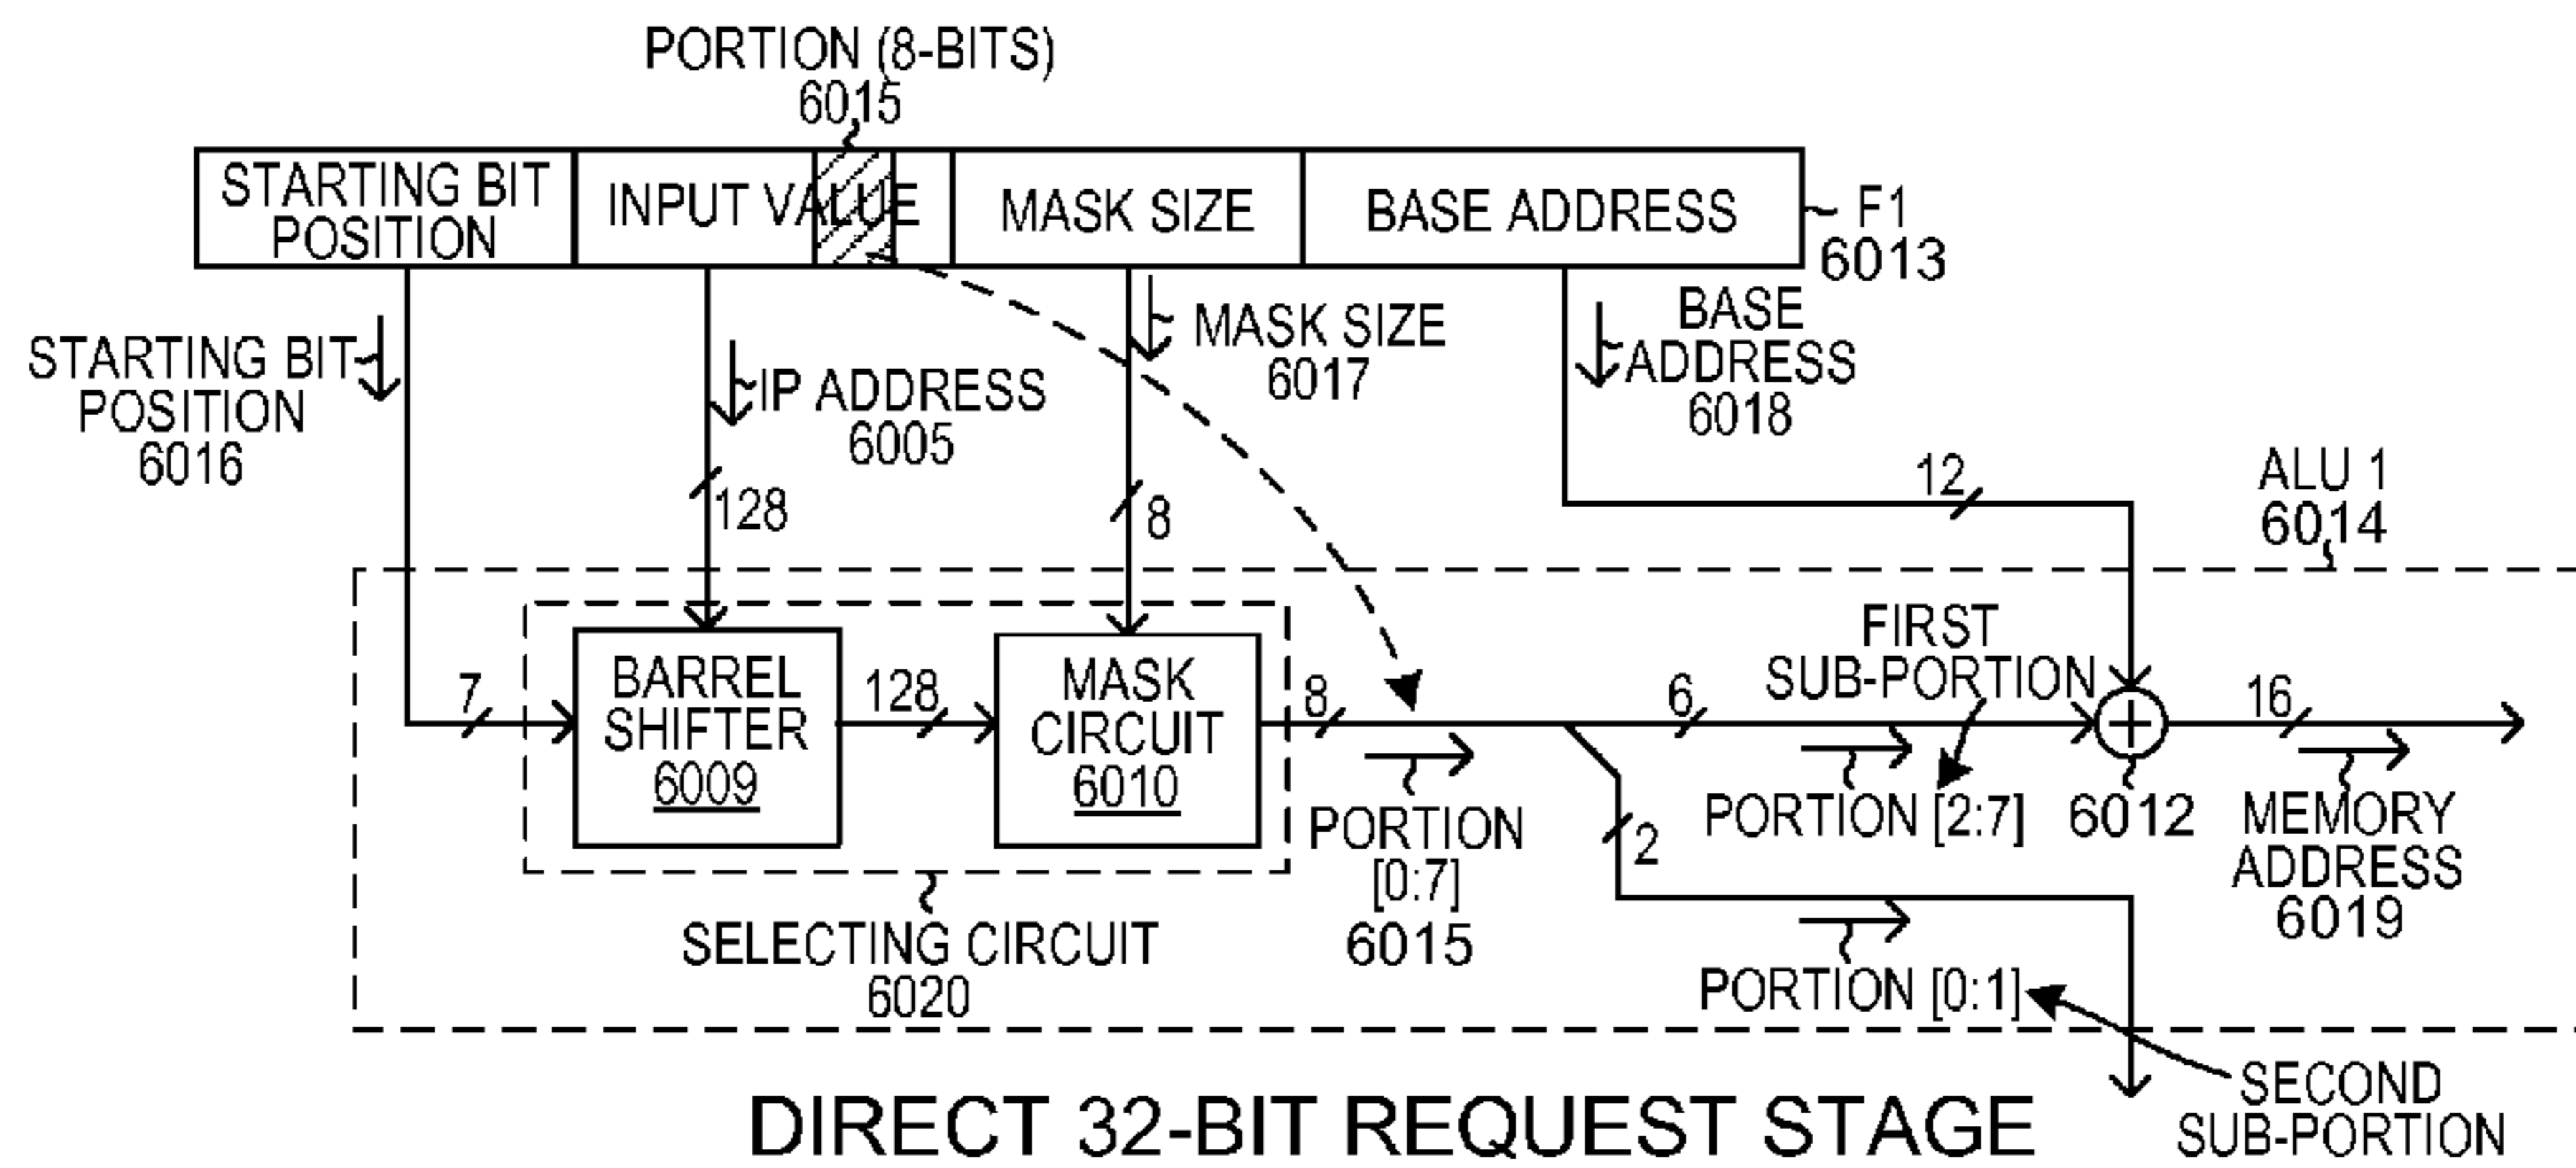 PORTION (8-BITS)
6015
STARTING BIT
POSITION
INPUT VALUE
MASK SIZE
BASE ADDRESS
F1
6013
STARTING BIT
POSITION
6016
IP ADDRESS
6005
MASK SIZE
6017
BASE
ADDRESS
6018
128
8
12
ALU 1
6014
7
BARREL
SHIFTER
6009
128
MASK
CIRCUIT
6010
8
PORTION
[0:7]
6015
6
FIRST
SUB-PORTION
PORTION [2:7]
6012
16
MEMORY
ADDRESS
6019
2
PORTION [0:1]
SELECTING CIRCUIT
6020
SECOND
SUB-PORTION
DIRECT 32-BIT REQUEST STAGE